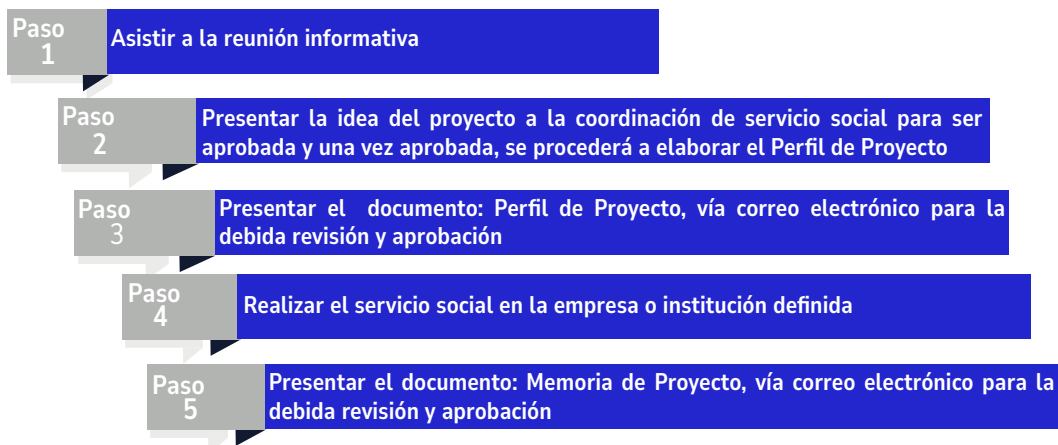 Paso
1
Asistir a la reunión informativa
Paso
2
Presentar la idea del proyecto a la coordinación de servicio social para ser
aprobada y una vez aprobada, se procederá a elaborar el Perfil de Proyecto
Paso
3
Presentar el documento: Perfil de Proyecto, vía correo electrónico para la
debida revisión y aprobación
Paso
4
Realizar el servicio social en la empresa o institución definida
Paso
5
Presentar el documento: Memoria de Proyecto, vía correo electrónico para la
debida revisión y aprobación